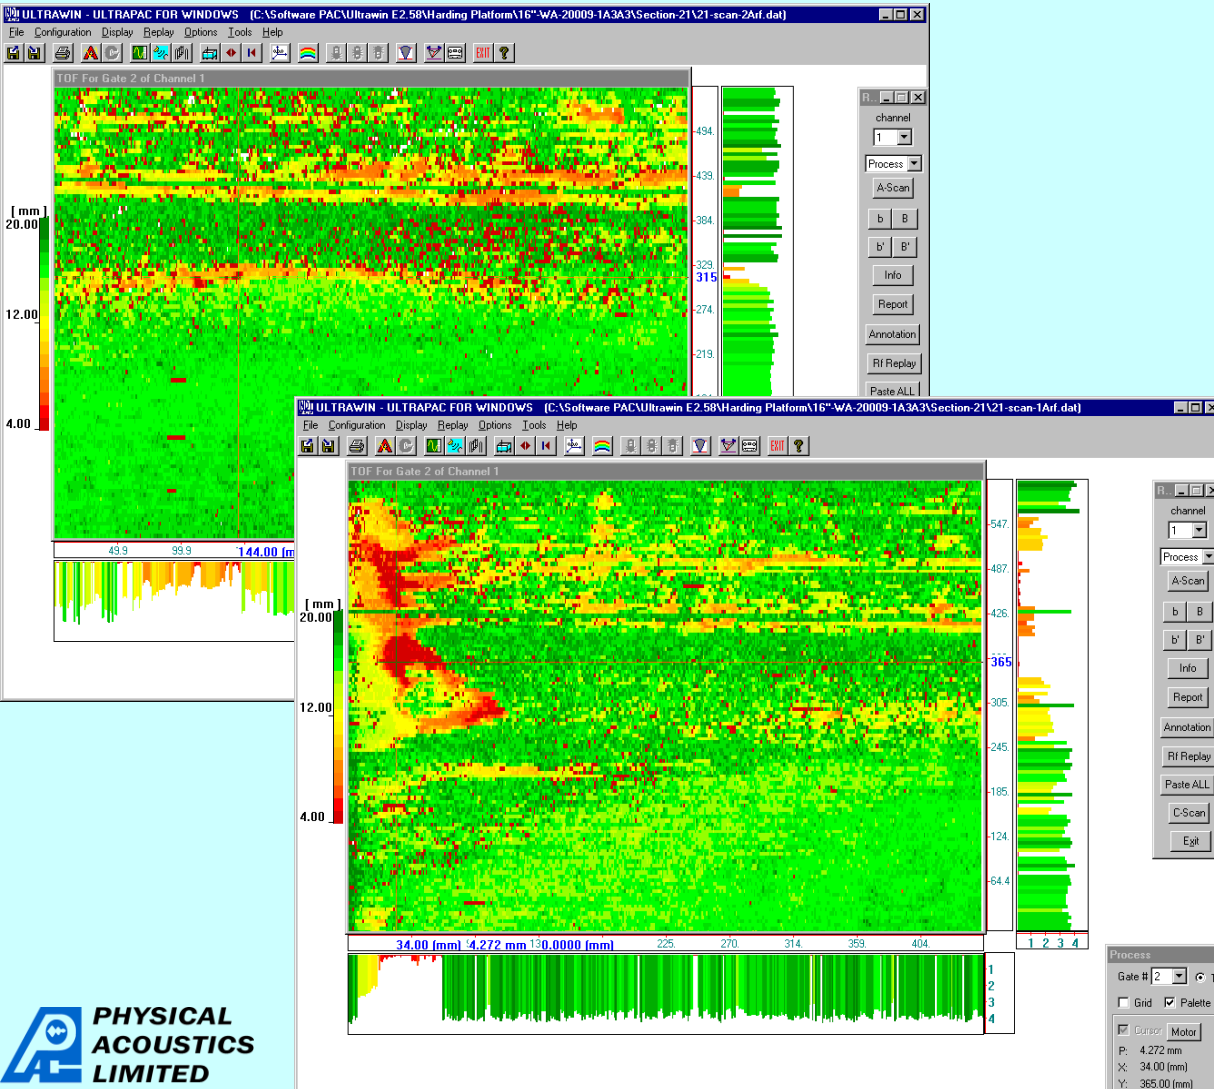 ULTRAWIN - ULTRAPAC FOR WINDOWS (C:\Software PAC\Ultrawin E2.58\Harding Platform\16"-WA-20009-1A3A3\Section-21\21-scan-2Arf.dat)
File Configuration Display Replay Options Tools Help
EXIT ?
TOF For Gate 2 of Channel 1
[ mm ]
20.00
12.00
4.00
494.
439.
384.
329.
315
274.
219.
49.9 99.9 144.00 (m
R..
channel
1
Process
A-Scan
b B
b' B'
Info
Report
Annotation
Rf Replay
Paste ALL
ULTRAWIN - ULTRAPAC FOR WINDOWS (C:\Software PAC\Ultrawin E2.58\Harding Platform\16"-WA-20009-1A3A3\Section-21\21-scan-1Arf.dat)
File Configuration Display Replay Options Tools Help
EXIT ?
TOF For Gate 2 of Channel 1
[ mm ]
20.00
12.00
4.00
547.
487.
426.
365
305.
245.
185.
124.
64.4
34.00 (mm) 4.272 mm 0.0000 (mm) 225. 270. 314. 359. 404.
1 2 3 4
1
2
3
4
R..
channel
1
Process
A-Scan
b B
b' B'
Info
Report
Annotation
Rf Replay
Paste ALL
C-Scan
Exit
Process
Gate # 2
Grid Palette
Cursor Motor
P: 4.272 mm
X: 34.00 (mm)
Y: 365.00 (mm)
PHYSICAL
ACOUSTICS
LIMITED